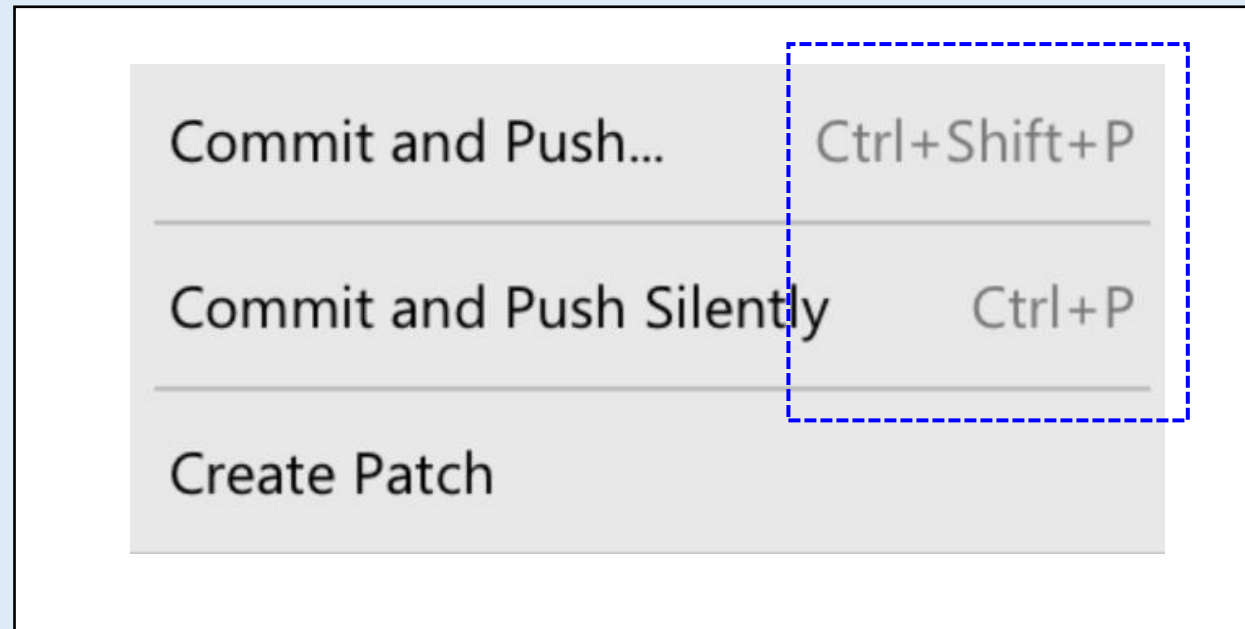 Commit and Push... Ctrl+Shift+P
Commit and Push Silently Ctrl+P
Create Patch